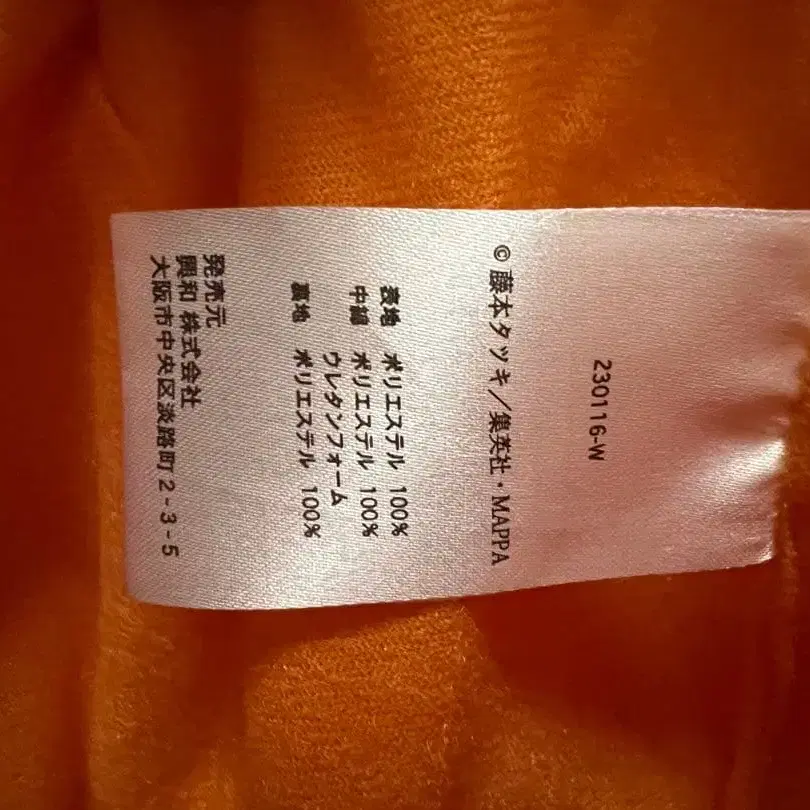 230116-W
© 藤本タツキ/集英社・MAPPA
表地 ポリエステル 100%
中綿 ポリエステル 100%
ウレタンフォーム
裏地 ポリエステル 100%
発売元
興和 株式会社
大阪市中央区淡路町2-3-5